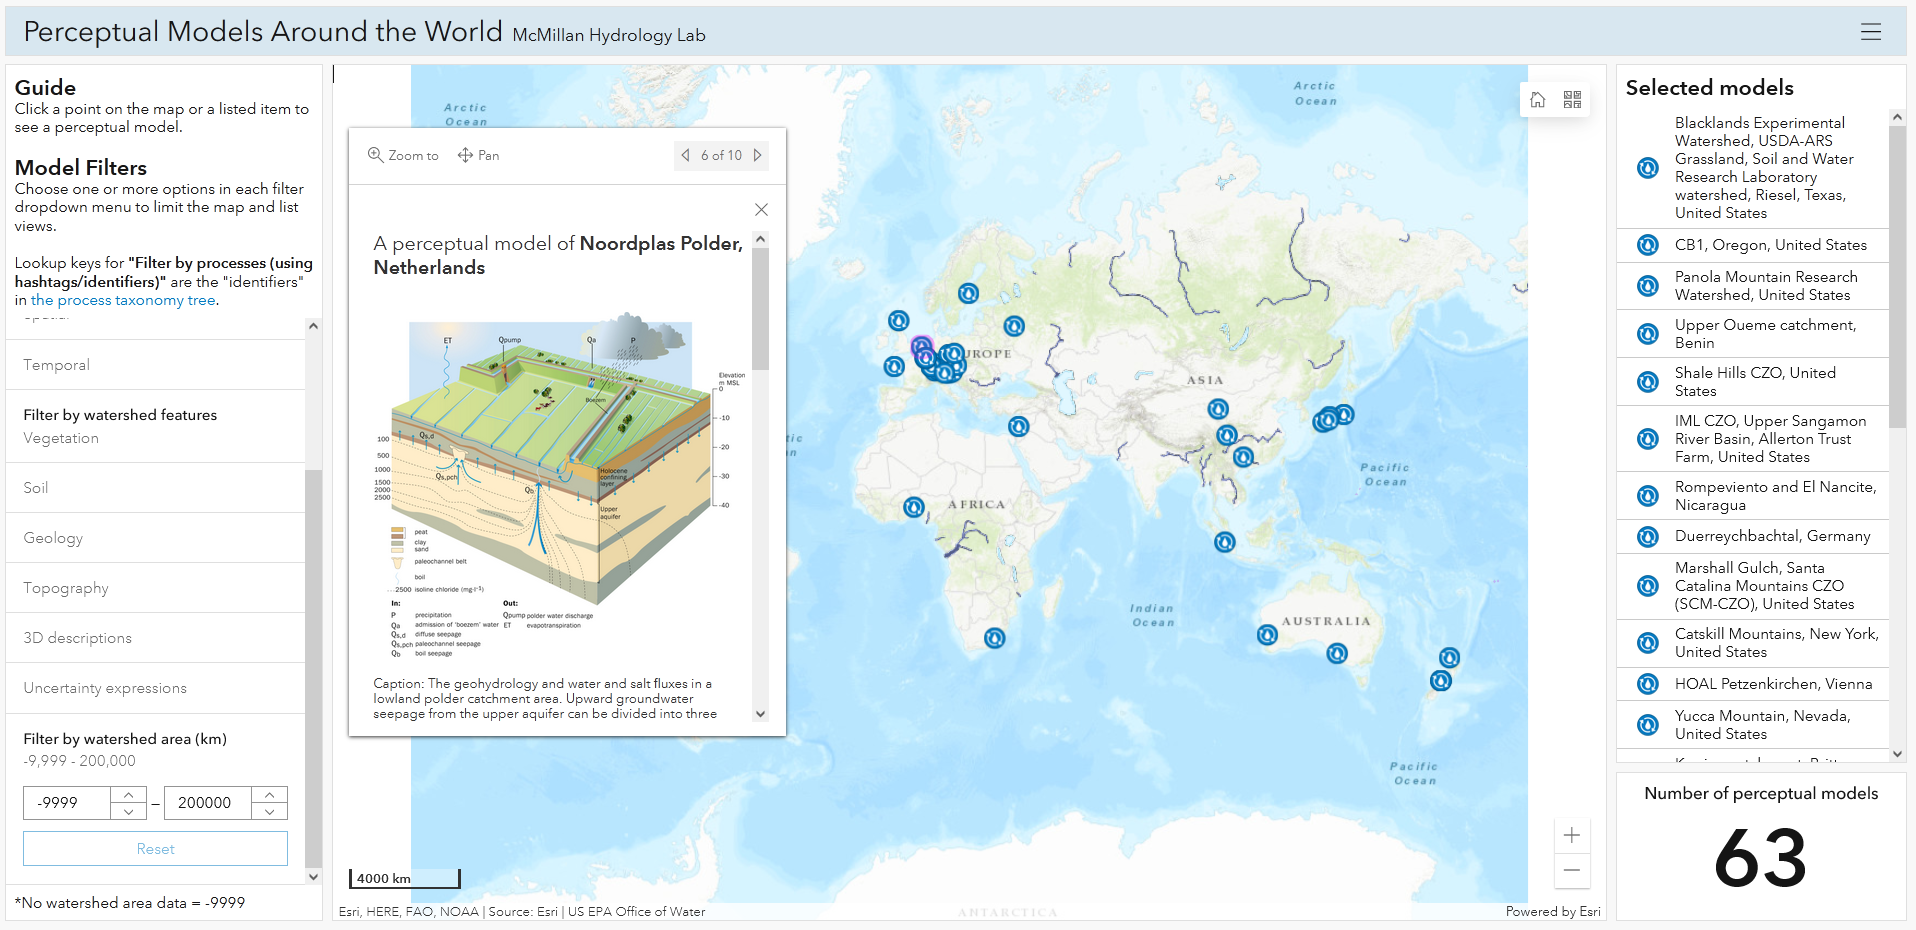 Perceptual Models Around the World McMillan Hydrology Lab
Guide
Click a point on the map or a listed item to
see a perceptual model.
Model Filters
Choose one or more options in each filter
dropdown menu to limit the map and list
views.
Lookup keys for "Filter by processes (using
hashtags/identifiers)" are the "identifiers"
in the process taxonomy tree.
Temporal
Filter by watershed features
Vegetation
Soil
Geology
Topography
3D descriptions
Uncertainty expressions
Filter by watershed area (km)
-9,999 - 200,000
-9999 – 200000
Reset
*No watershed area data = -9999
Zoom to Pan 6 of 10
A perceptual model of Noordplas Polder,
Netherlands
ET Qpump Qa P
Elevation
m MSL
0
-10
-20
-30
-40
Boezem
Qs,d
100
500
1000
1500
2000
2500
Qs,pch
Qb
Holocene
confining
layer
Upper
aquifer
peat
clay
sand
paleochannel belt
boil
2500 isoline chloride (mg·l⁻¹)
In: Out:
P precipitation Qpump polder water discharge
Qa admission of 'boezem' water ET evapotranspiration
Qs,d diffuse seepage
Qs,pch paleochannel seepage
Qb boil seepage
Caption: The geohydrology and water and salt fluxes in a
lowland polder catchment area. Upward groundwater
seepage from the upper aquifer can be divided into three
Arctic
Ocean
Arctic
Ocean
ASIA
AFRICA
Pacific
Ocean
Indian
Ocean
AUSTRALIA
Pacific
Ocean
ANTARCTICA
4000 km
Esri, HERE, FAO, NOAA | Source: Esri | US EPA Office of Water
Powered by Esri
Selected models
Blacklands Experimental
Watershed, USDA-ARS
Grassland, Soil and Water
Research Laboratory
watershed, Riesel, Texas,
United States
CB1, Oregon, United States
Panola Mountain Research
Watershed, United States
Upper Oueme catchment,
Benin
Shale Hills CZO, United
States
IML CZO, Upper Sangamon
River Basin, Allerton Trust
Farm, United States
Rompeviento and El Nancite,
Nicaragua
Duerreychbachtal, Germany
Marshall Gulch, Santa
Catalina Mountains CZO
(SCM-CZO), United States
Catskill Mountains, New York,
United States
HOAL Petzenkirchen, Vienna
Yucca Mountain, Nevada,
United States
Number of perceptual models
63